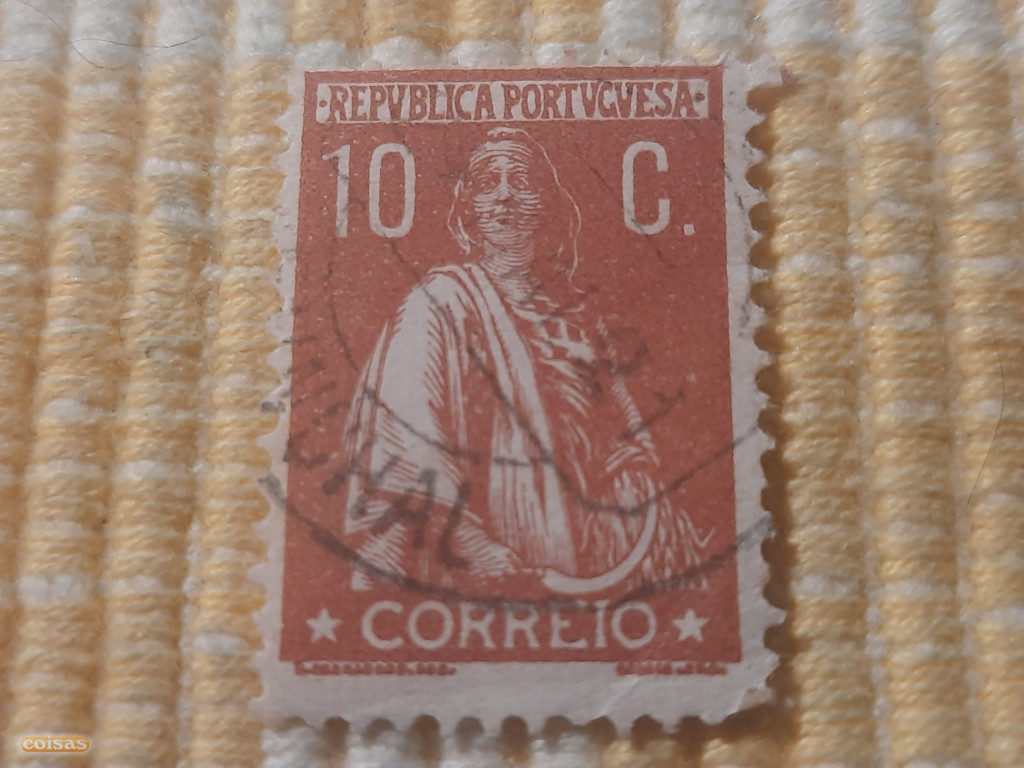 ·REPVBLICA PORTVGVESA·
10 C.
CORREIO
coisas